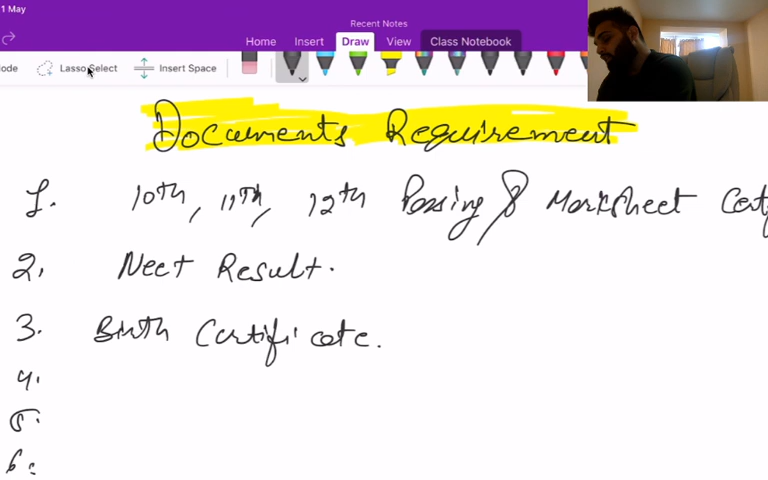 1 May
Recent Notes
Home Insert Draw View Class Notebook
Lasso Select Insert Space
Documents Requirement
1. 10th, 11th, 12th Passing & Marksheet
2. Neet Result.
3. Birth Certificate.
4.
5.
6.